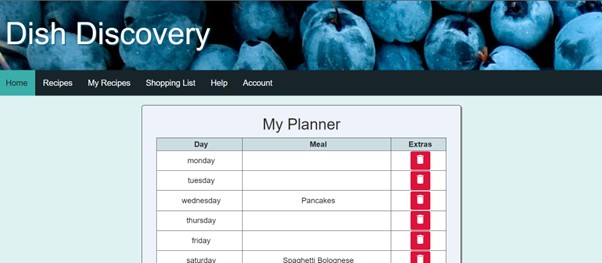 Dish Discovery
Home Recipes My Recipes Shopping List Help Account
My Planner
Day Meal Extras
monday
tuesday
wednesday Pancakes
thursday
friday
saturday Spaghetti Bolognese